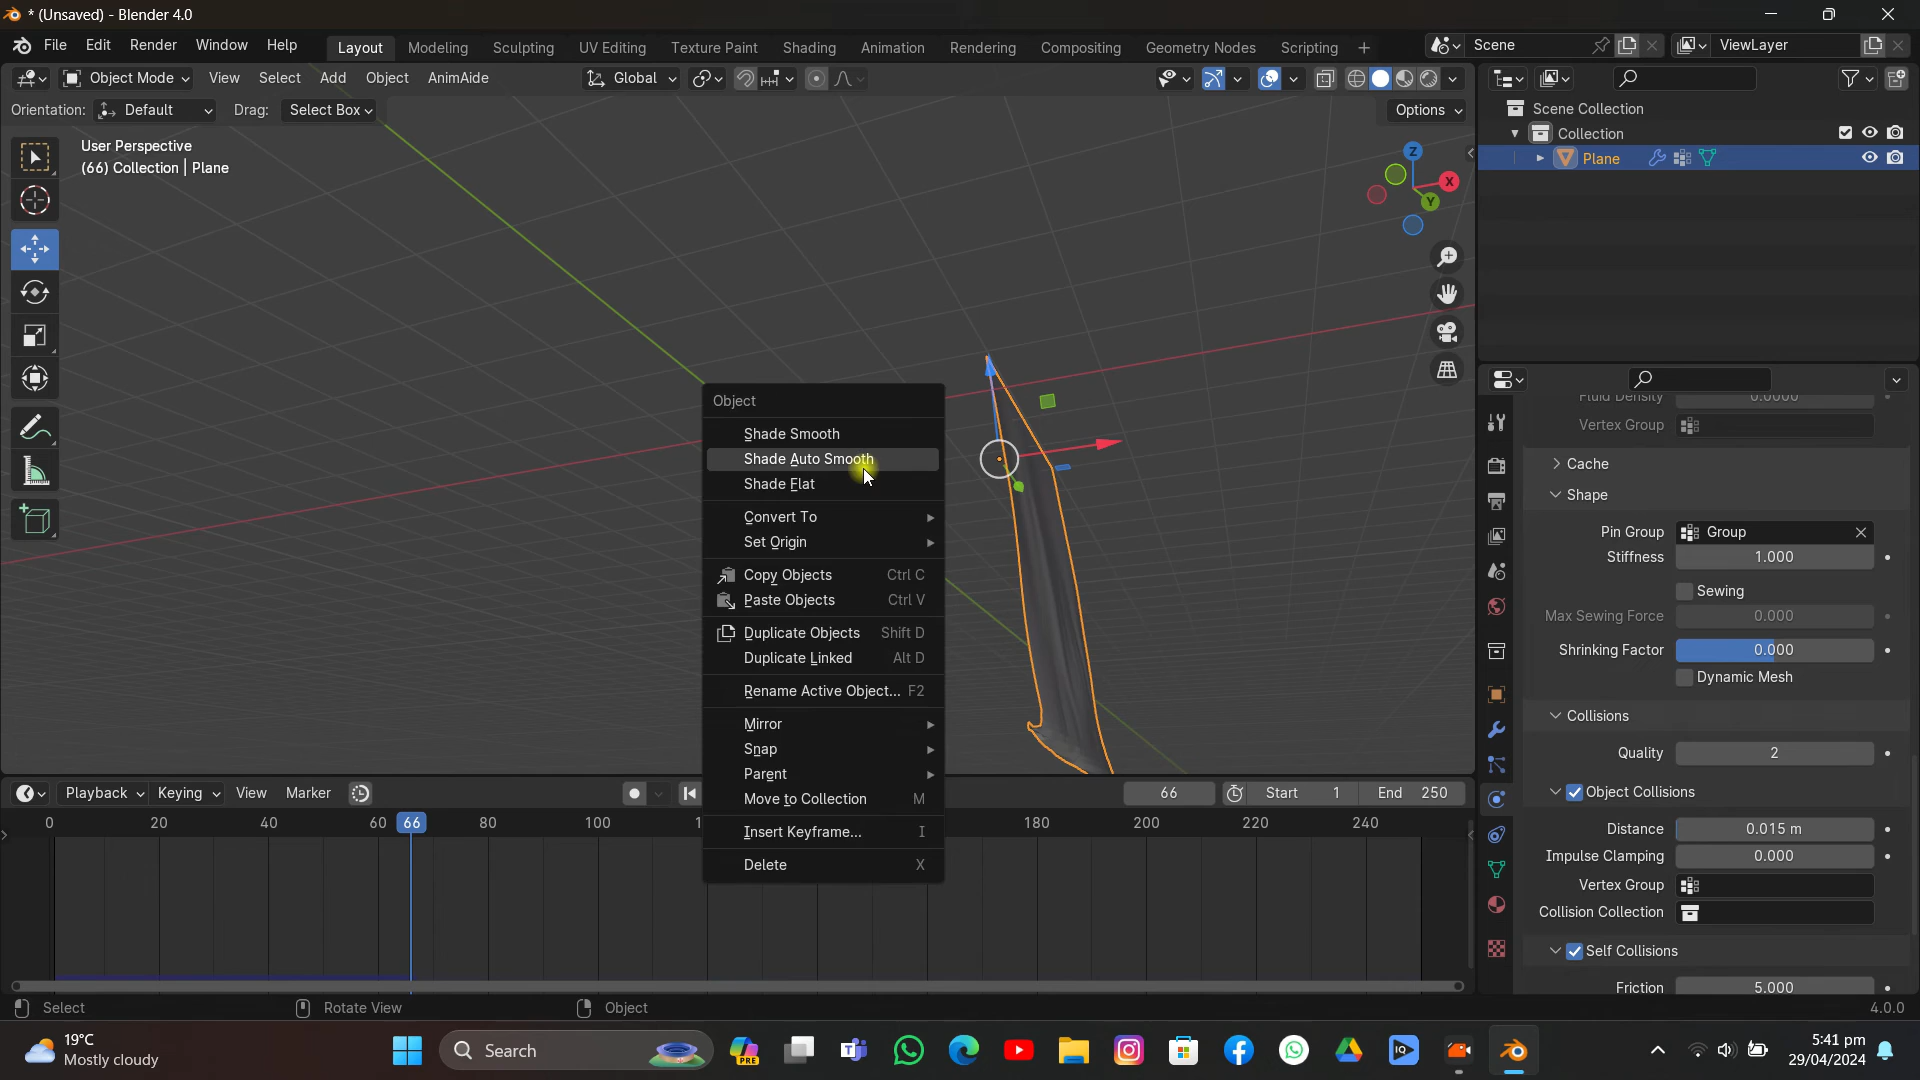 * (Unsaved) - Blender 4.0
File Edit Render Window Help Layout Modeling Sculpting UV Editing Texture Paint Shading Animation Rendering Compositing Geometry Nodes Scripting + Scene ViewLayer
Object Mode View Select Add Object AnimAide Global
Orientation: Default Drag: Select Box Options
User Perspective
(66) Collection | Plane
Z
X
Y
Scene Collection
Collection
Plane
Object
Shade Smooth
Shade Auto Smooth
Shade Flat
Convert To
Set Origin
Copy Objects Ctrl C
Paste Objects Ctrl V
Duplicate Objects Shift D
Duplicate Linked Alt D
Rename Active Object... F2
Mirror
Snap
Parent
Move to Collection M
Insert Keyframe... I
Delete X
Fluid Density 0.0000
Vertex Group
Cache
Shape
Pin Group Group
Stiffness 1.000
Sewing
Max Sewing Force 0.000
Shrinking Factor 0.000
Dynamic Mesh
Collisions
Quality 2
Object Collisions
Distance 0.015 m
Impulse Clamping 0.000
Vertex Group
Collision Collection
Self Collisions
Friction 5.000
Playback Keying View Marker 66 Start 1 End 250
0 20 40 60 66 80 100 180 200 220 240
Select Rotate View Object 4.0.0
19°C
Mostly cloudy
Search
PRE
IQ
5:41 pm
29/04/2024